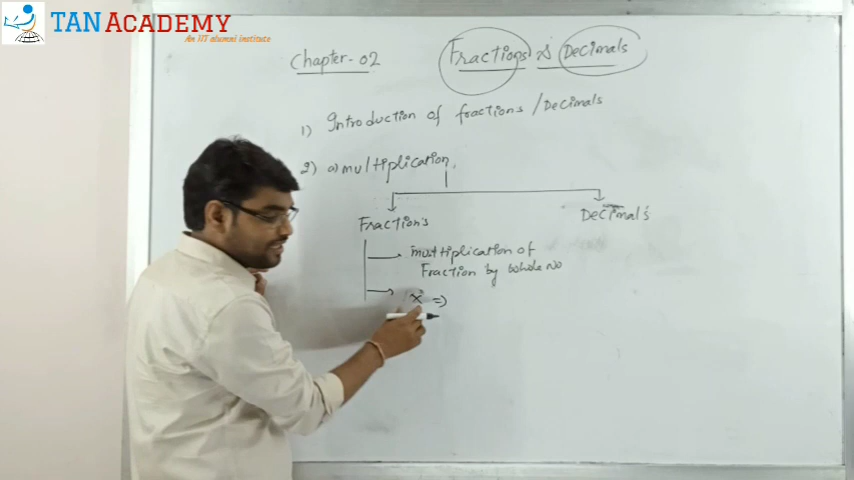 TAN ACADEMY
An IIT alumni institute
Chapter - 02
Fractions & Decimals
1) Introduction of fractions / Decimals
2) a) multiplication
Fraction's
Decimal's
multiplication of
Fraction by whole No
x =>